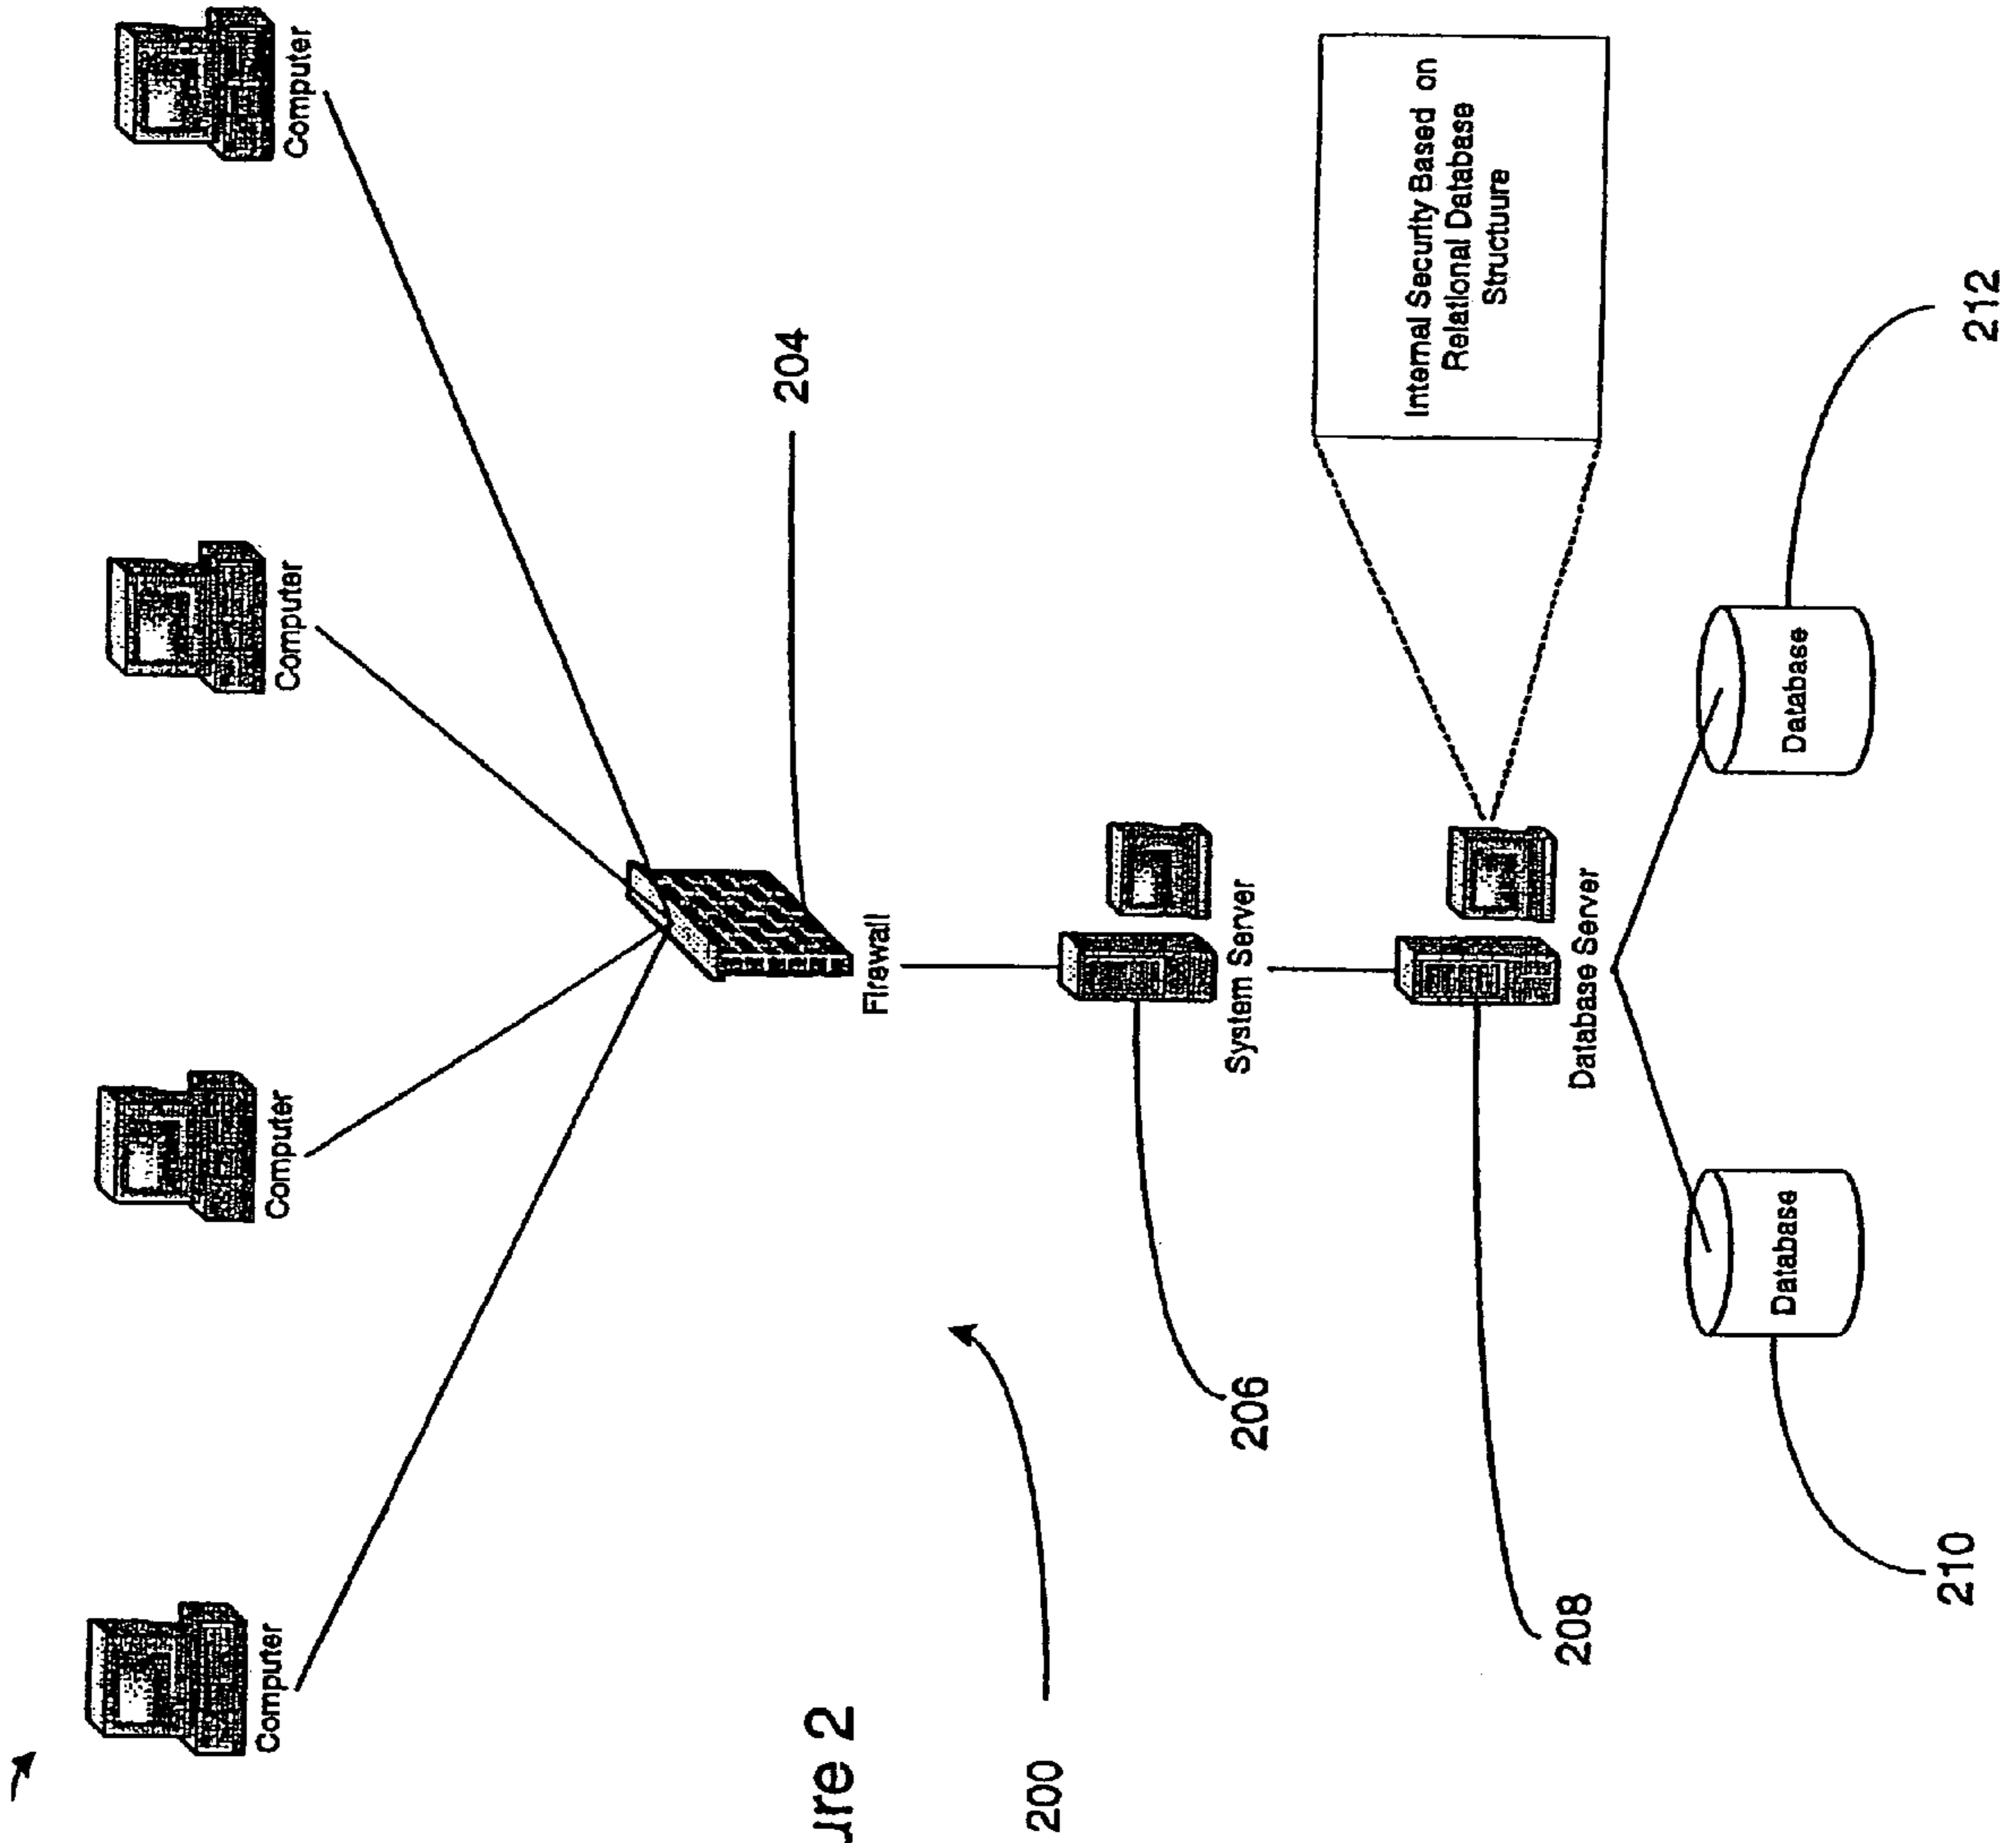 Computer
Computer
Computer
Computer
204
Firewall
ure 2
200
System Server
206
Internal Security Based on
Relational Database
Structuure
Database Server
208
Database
Database
210
212